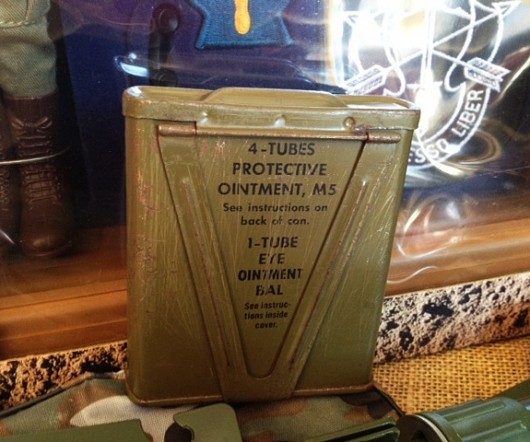 4-TUBES
PROTECTIVE
OINTMENT, M5
See instructions on
back of can.
1-TUBE
EYE
OINTMENT
BAL
See instruc-
tions inside
cover.
ESSO LIBER